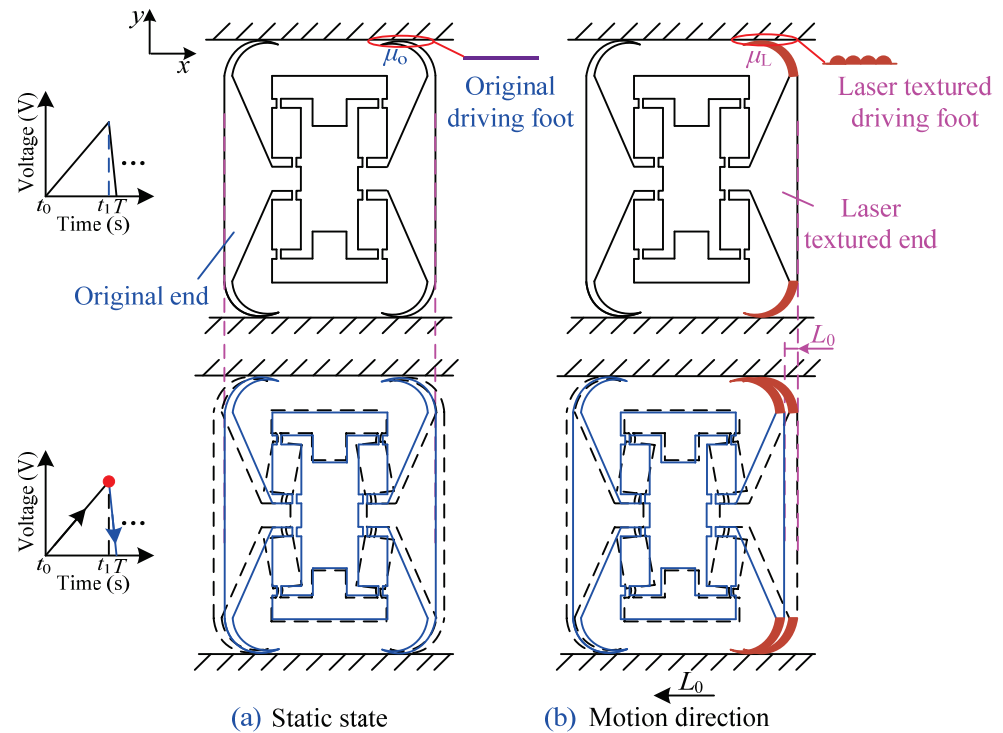 y
x
μo
Original
driving foot
μL
Laser textured
driving foot
Voltage (V)
...
t0
t1 T
Time (s)
Original end
Laser
textured end
L0
Voltage (V)
...
t0
t1 T
Time (s)
L0
(a) Static state
(b) Motion direction